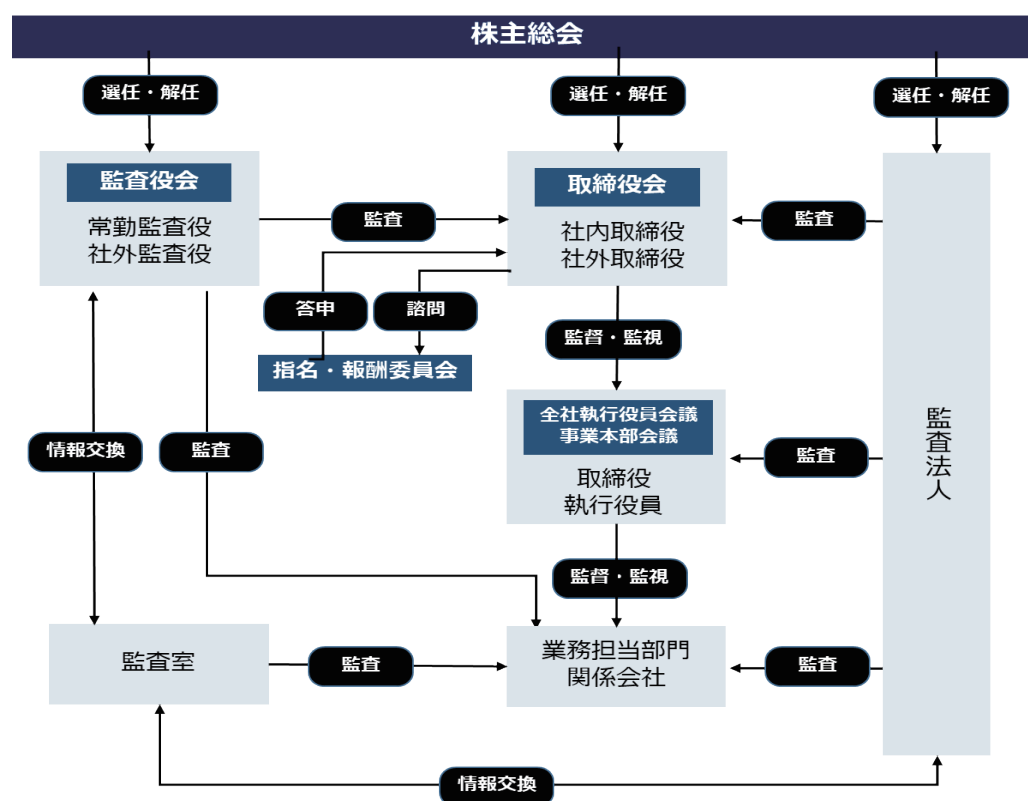 株主総会
選任・解任
選任・解任
選任・解任
監査役会
常勤監査役
社外監査役
監査
取締役会
社内取締役
社外取締役
監査
答申
諮問
指名・報酬委員会
監督・監視
全社執行役員会議
事業本部会議
取締役
執行役員
監査
監査法人
情報交換
監査
監督・監視
監査室
監査
業務担当部門
関係会社
監査
情報交換